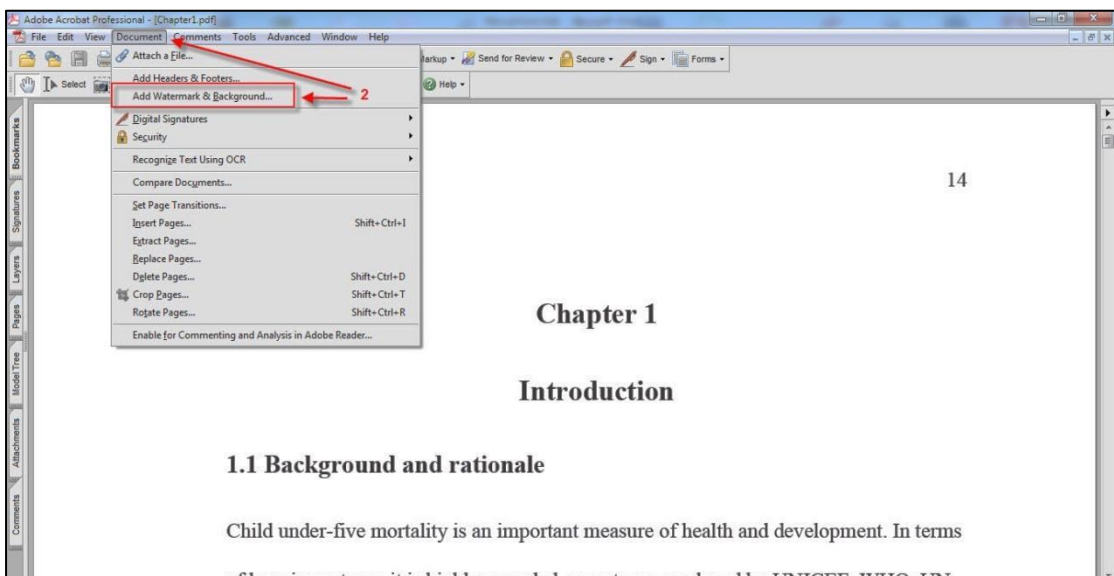 Adobe Acrobat Professional - [Chapter1.pdf]
File Edit View Document Comments Tools Advanced Window Help
Attach a File...
Markup Send for Review Secure Sign Forms
Select
Add Headers & Footers...
Help
Add Watermark & Background...
2
Digital Signatures
Security
Recognize Text Using OCR
Compare Documents...
Set Page Transitions...
Insert Pages... Shift+Ctrl+I
Extract Pages...
Replace Pages...
Delete Pages... Shift+Ctrl+D
Crop Pages... Shift+Ctrl+T
Rotate Pages... Shift+Ctrl+R
Enable for Commenting and Analysis in Adobe Reader...
Bookmarks
Signatures
Layers
Pages
Model Tree
Attachments
Comments
14
Chapter 1
Introduction
1.1 Background and rationale
Child under-five mortality is an important measure of health and development. In terms